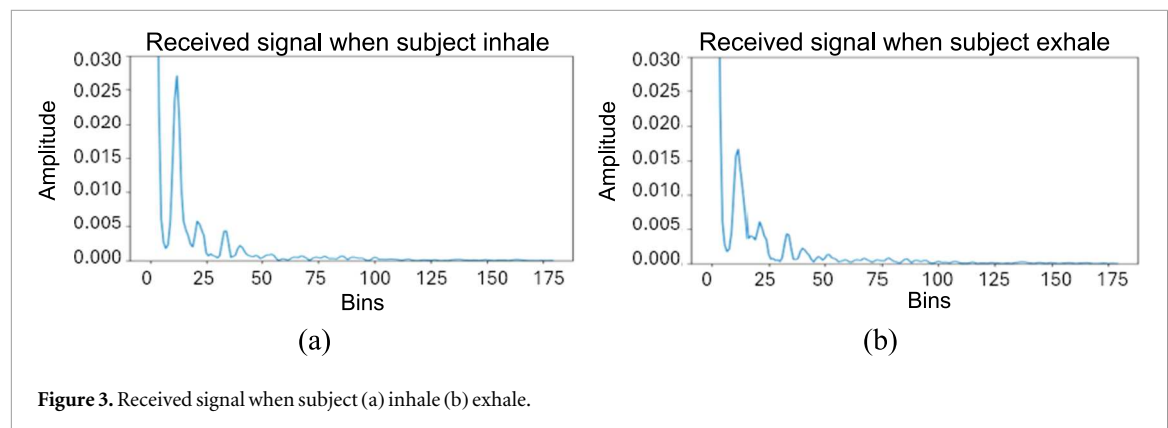 Received signal when subject inhale
0.030
0.025
0.020
0.015
0.010
0.005
0.000
Amplitude
0 25 50 75 100 125 150 175
Bins
(a)
Received signal when subject exhale
0.030
0.025
0.020
0.015
0.010
0.005
0.000
Amplitude
0 25 50 75 100 125 150 175
Bins
(b)
Figure 3. Received signal when subject (a) inhale (b) exhale.